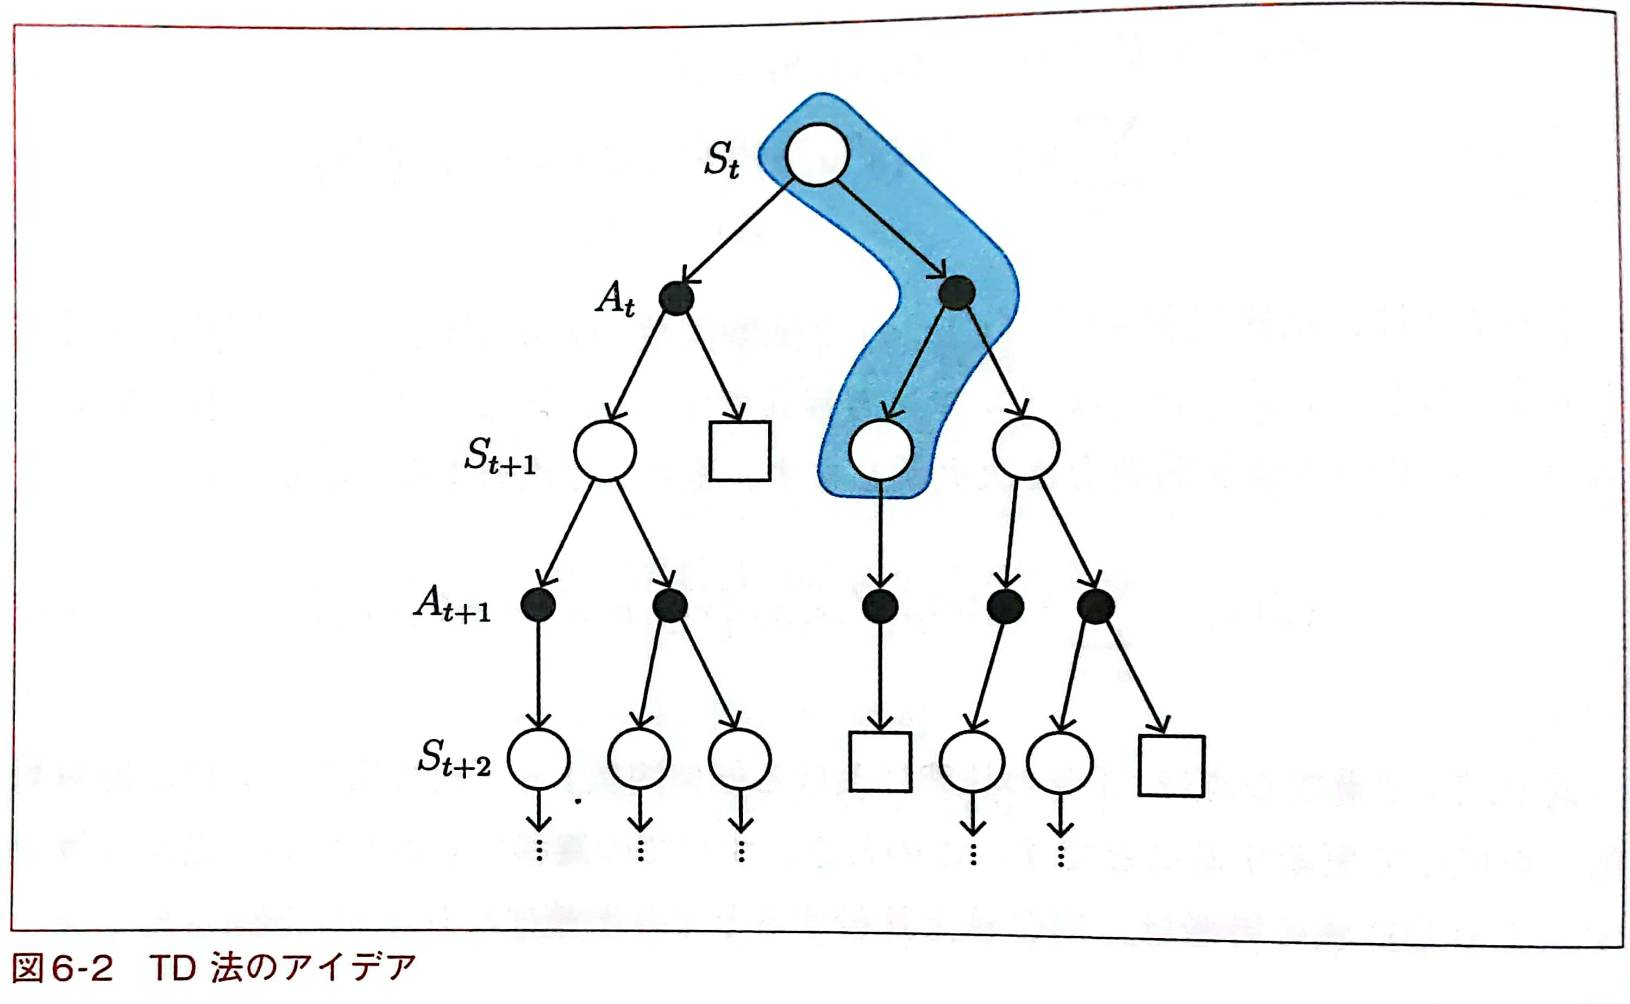 S_t
A_t
S_{t+1}
A_{t+1}
S_{t+2}
図6-2 TD 法のアイデア